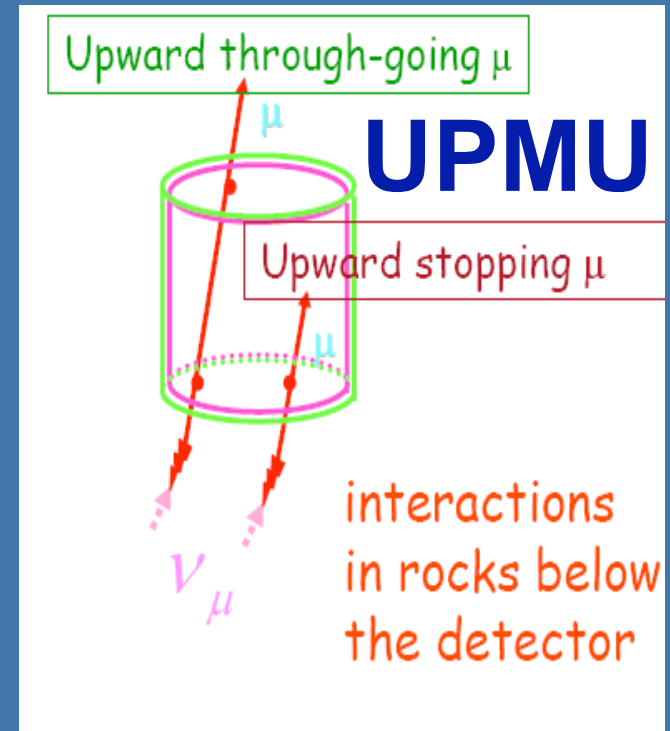 Upward through-going μ
μ
UPMU
Upward stopping μ
μ
ν μ
interactions
in rocks below
the detector